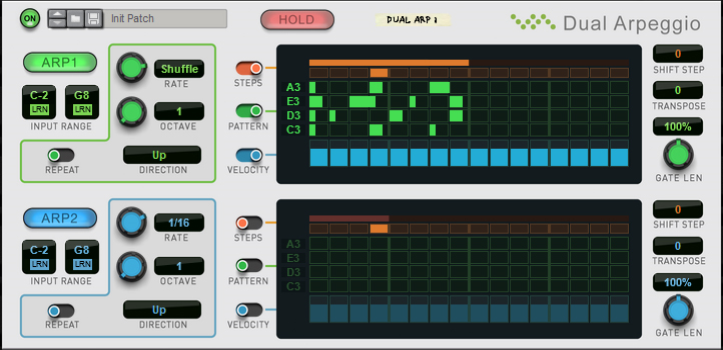 ON
Init Patch
HOLD
DUAL ARP 1
Dual Arpeggio
ARP1
C-2
LRN
G8
LRN
INPUT RANGE
REPEAT
Shuffle
RATE
1
OCTAVE
Up
DIRECTION
STEPS
PATTERN
VELOCITY
A3
E3
D3
C3
0
SHIFT STEP
0
TRANSPOSE
100%
GATE LEN
ARP2
C-2
LRN
G8
LRN
INPUT RANGE
REPEAT
1/16
RATE
1
OCTAVE
Up
DIRECTION
STEPS
PATTERN
VELOCITY
A3
E3
D3
C3
0
SHIFT STEP
0
TRANSPOSE
100%
GATE LEN